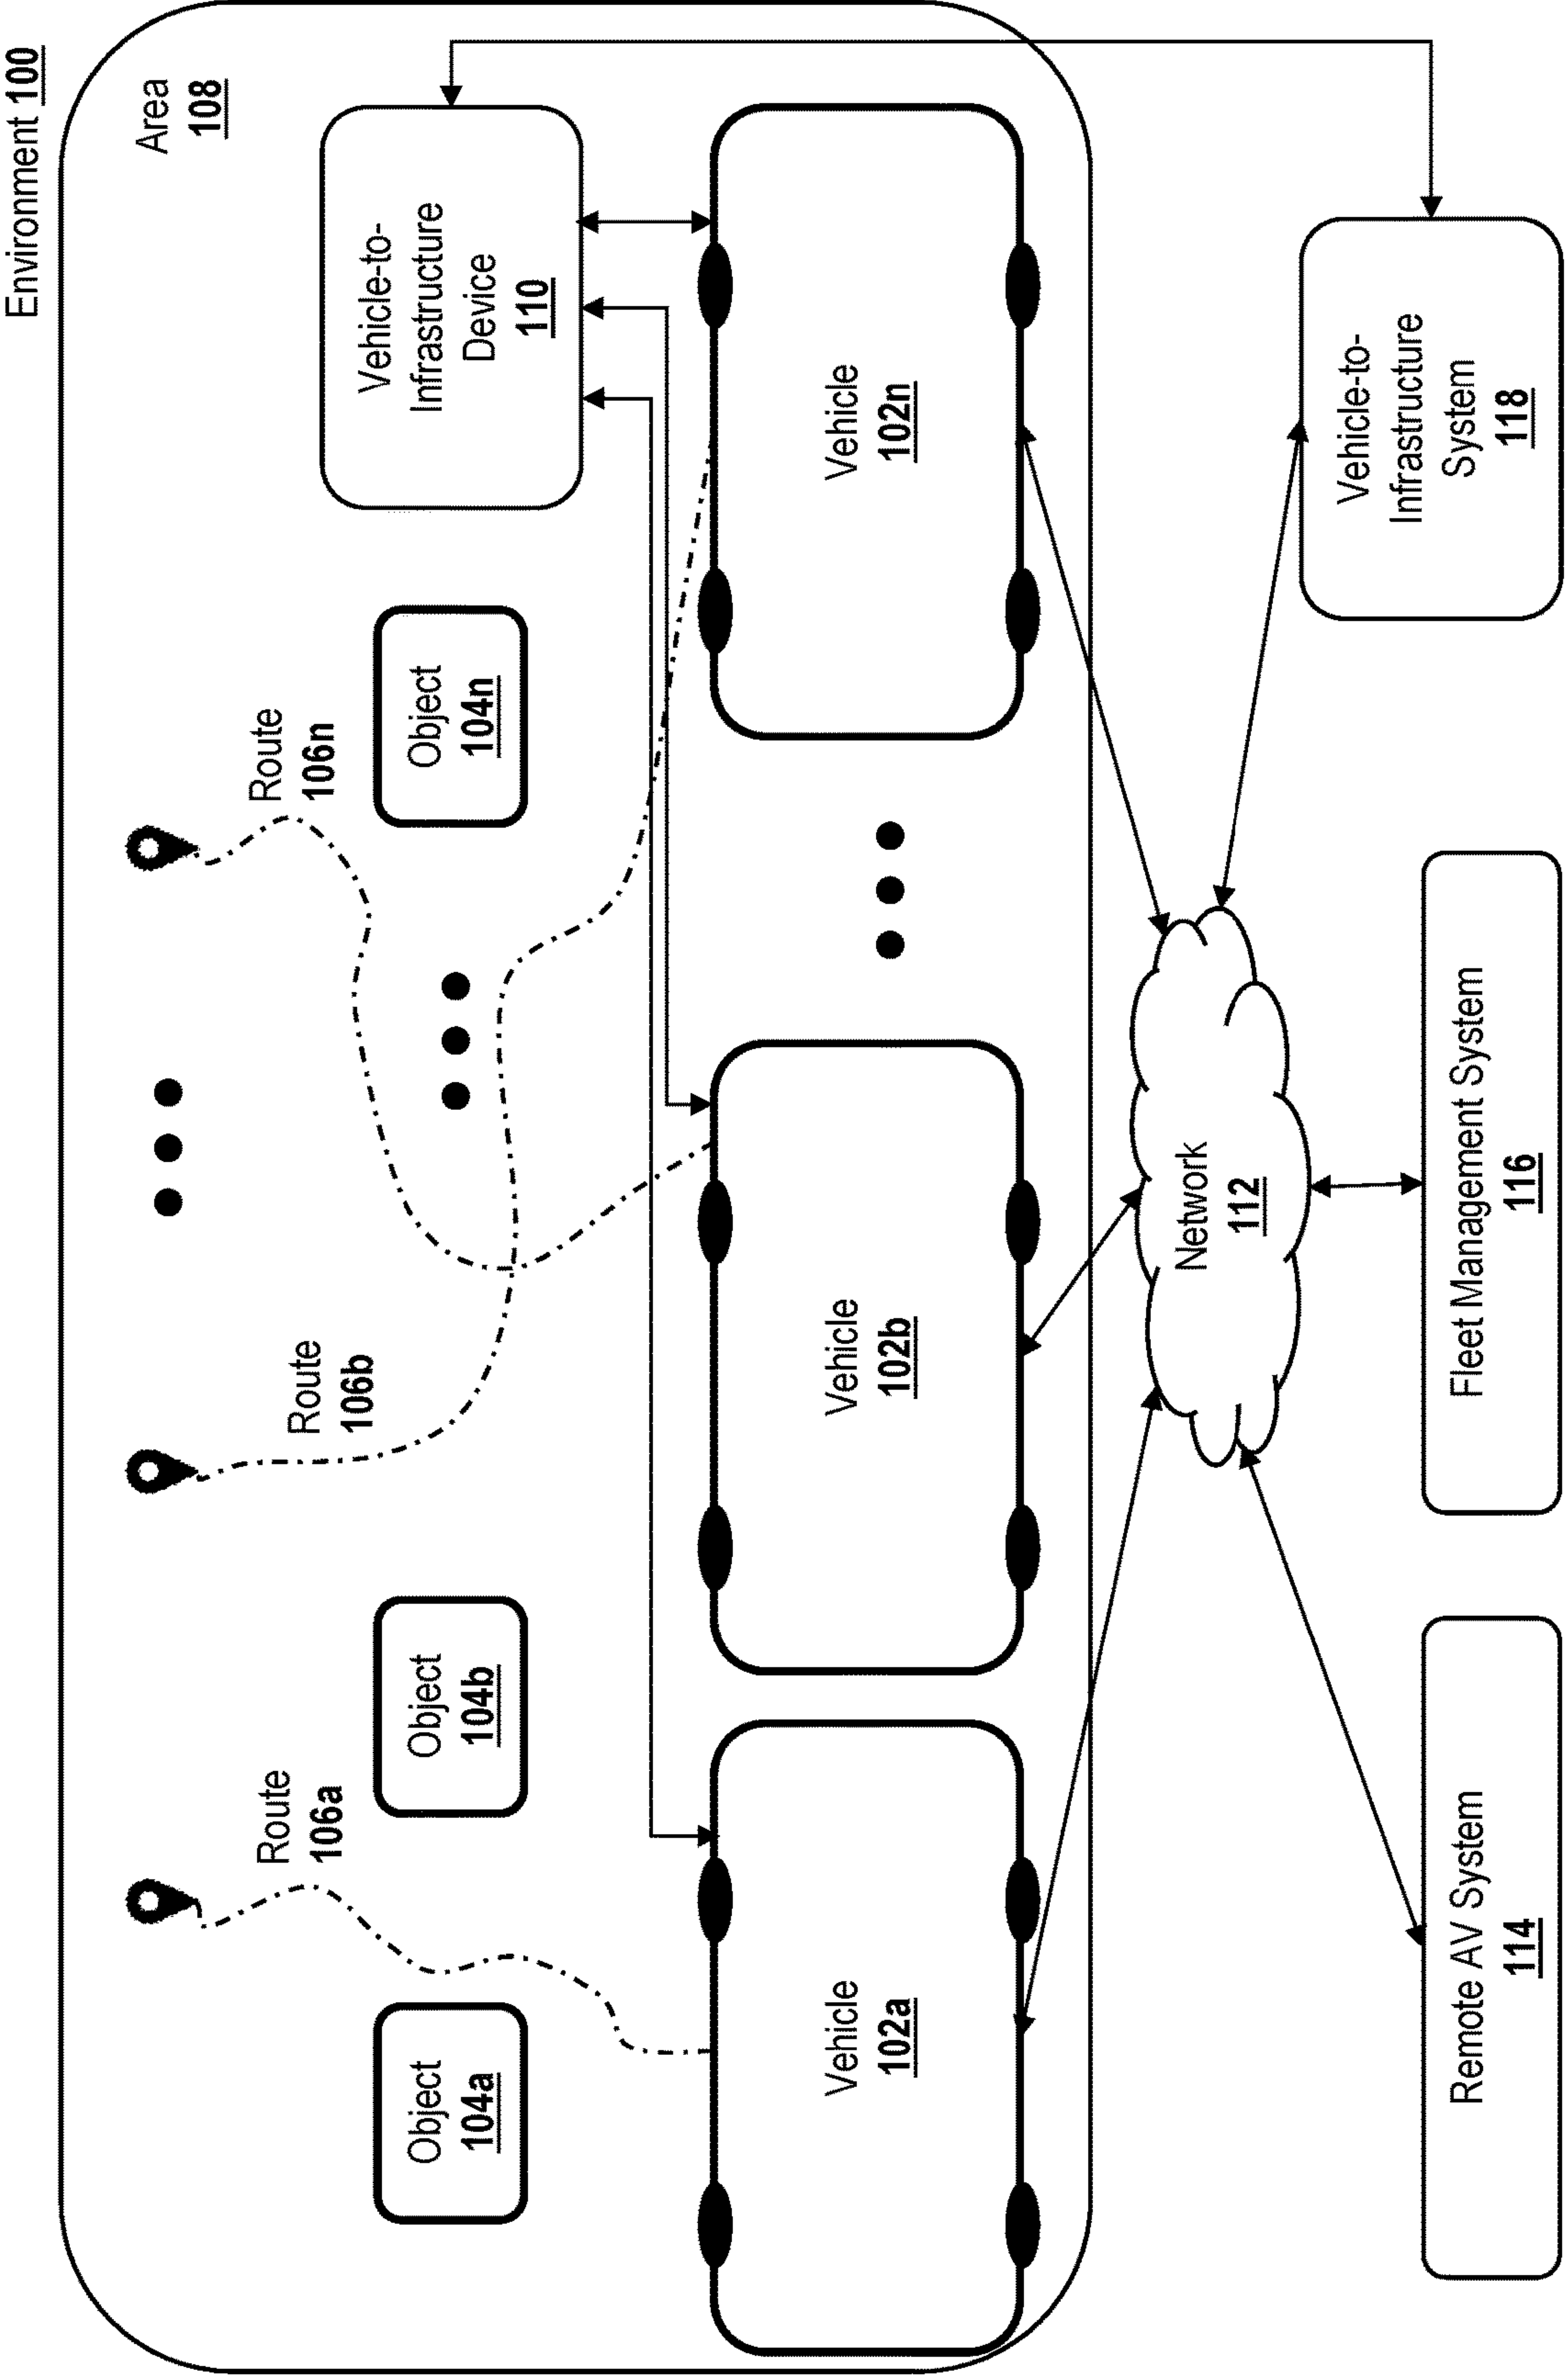 Environment 100
Area
108
Route
106a
Route
106b
Route
106n
Object
104a
Object
104b
Object
104n
Vehicle-to-
Infrastructure
Device
110
Vehicle
102a
Vehicle
102b
Vehicle
102n
Network
112
Remote AV System
114
Fleet Management System
116
Vehicle-to-
Infrastructure
System
118